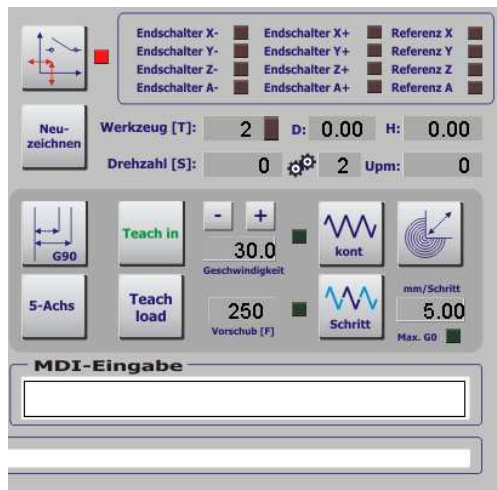 Endschalter X- Endschalter X+ Referenz X
Endschalter Y- Endschalter Y+ Referenz Y
Endschalter Z- Endschalter Z+ Referenz Z
Endschalter A- Endschalter A+ Referenz A
Neu-
zeichnen
Werkzeug [T]: 2 D: 0.00 H: 0.00
Drehzahl [S]: 0 2 Upm: 0
G90
Teach in
- +
30.0
Geschwindigkeit
kont
5-Achs
Teach
load
250
Vorschub [F]
Schritt
mm/Schritt
5.00
Max. G0
MDI-Eingabe